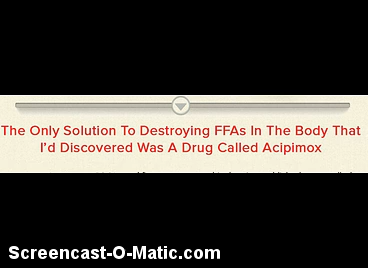 The Only Solution To Destroying FFAs In The Body That
I'd Discovered Was A Drug Called Acipimox
Screencast-O-Matic.com